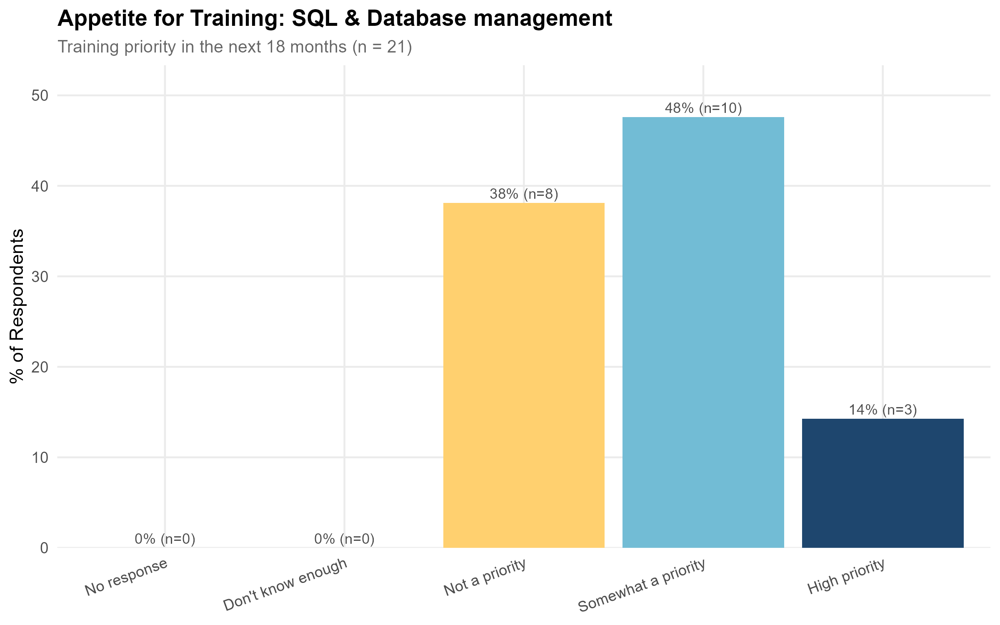 Appetite for Training: SQL & Database management
Training priority in the next 18 months (n = 21)
% of Respondents
50
40
30
20
10
0
0% (n=0)
0% (n=0)
38% (n=8)
48% (n=10)
14% (n=3)
No response
Don't know enough
Not a priority
Somewhat a priority
High priority